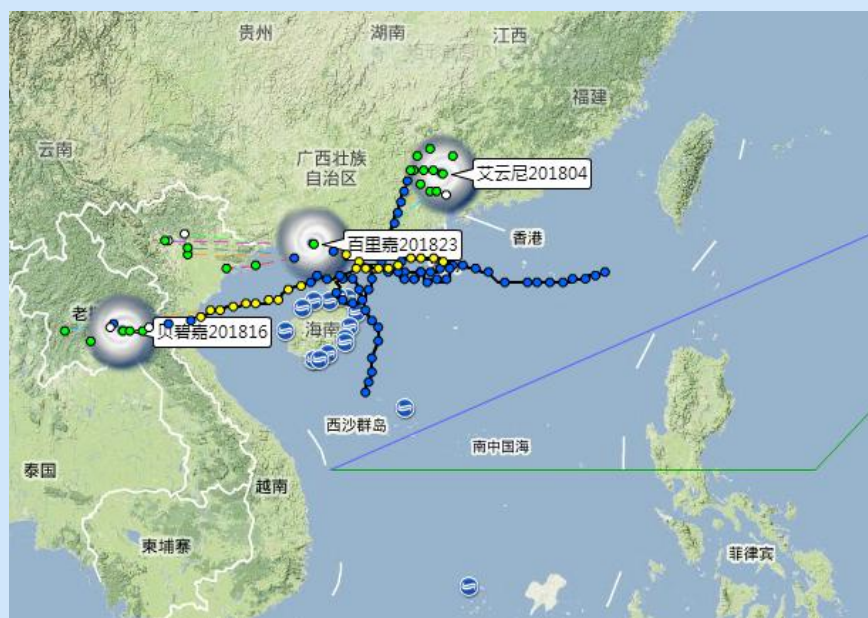 贵州
湖南
江西
福建
云南
广西壮族
自治区
艾云尼201804
香港
百里嘉201823
老
贝碧嘉201816
海南
西沙群岛
南中国海
泰国
越南
柬埔寨
菲律宾